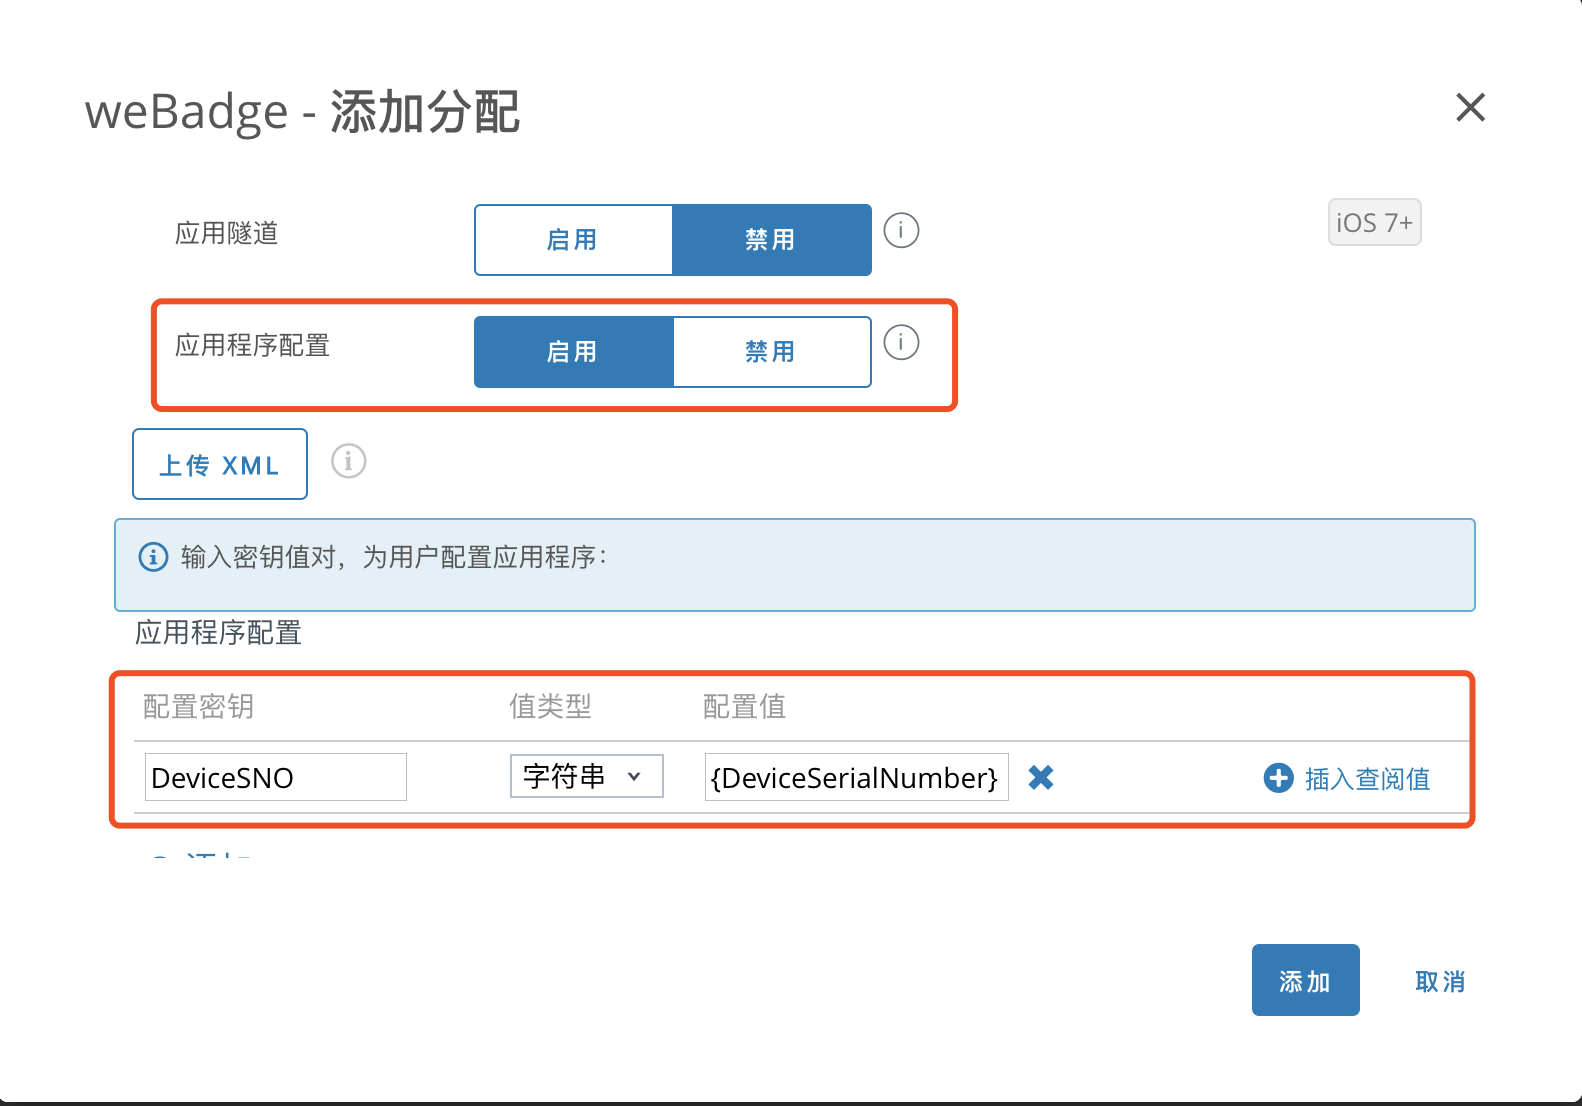 weBadge - 添加分配
应用隧道 启用 禁用 iOS 7+
应用程序配置 启用 禁用
上传 XML
输入密钥值对，为用户配置应用程序：
应用程序配置
配置密钥 值类型 配置值
DeviceSNO 字符串 {DeviceSerialNumber} 插入查阅值
添加 取消